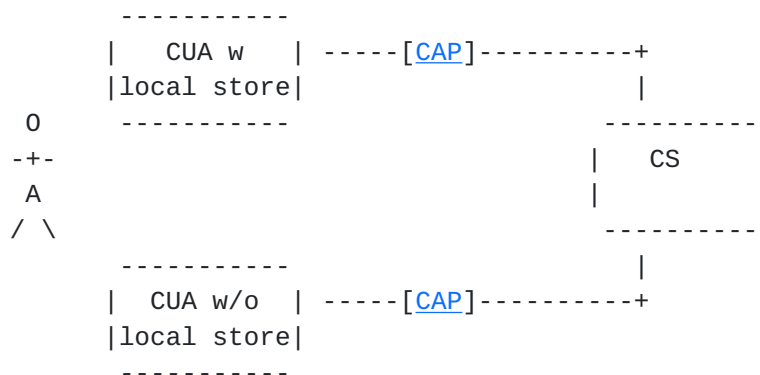 -----------
|   CUA w   | -----[CAP]----------+
|local store|                      |
O     -----------                     ----------
-+-                                  |   CS
A                                   |
/ \                                   ----------
-----------                      |
|  CUA w/o  | -----[CAP]----------+
|local store|
-----------